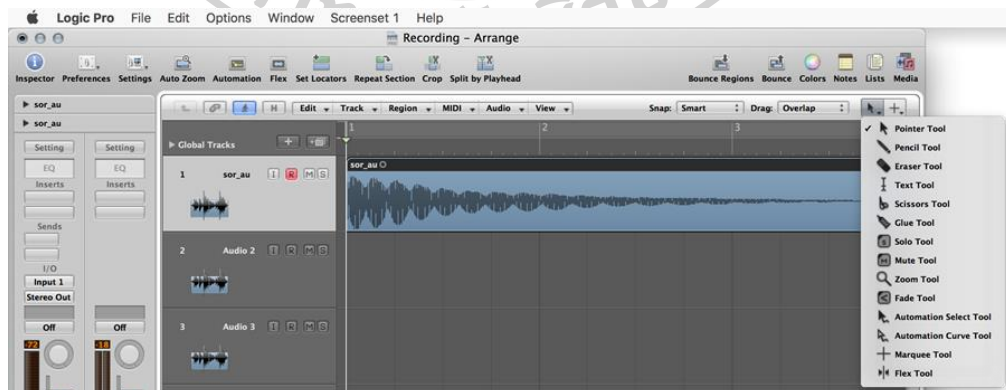 Logic Pro File Edit Options Window Screenset 1 Help
Recording – Arrange
Inspector Preferences Settings Auto Zoom Automation Flex Set Locators Repeat Section Crop Split by Playhead Bounce Regions Bounce Colors Notes Lists Media
sor_au
Edit Track Region MIDI Audio View Snap: Smart Drag: Overlap
sor_au
1 2 3
Global Tracks
Setting Setting
EQ EQ
Inserts Inserts
Sends
I/O
Input 1
Stereo Out
Off Off
-72 -18
1 sor_au I R M S
sor_au
2 Audio 2 I R M S
3 Audio 3 I R M S
✓ Pointer Tool
Pencil Tool
Eraser Tool
Text Tool
Scissors Tool
Glue Tool
Solo Tool
Mute Tool
Zoom Tool
Fade Tool
Automation Select Tool
Automation Curve Tool
Marquee Tool
Flex Tool